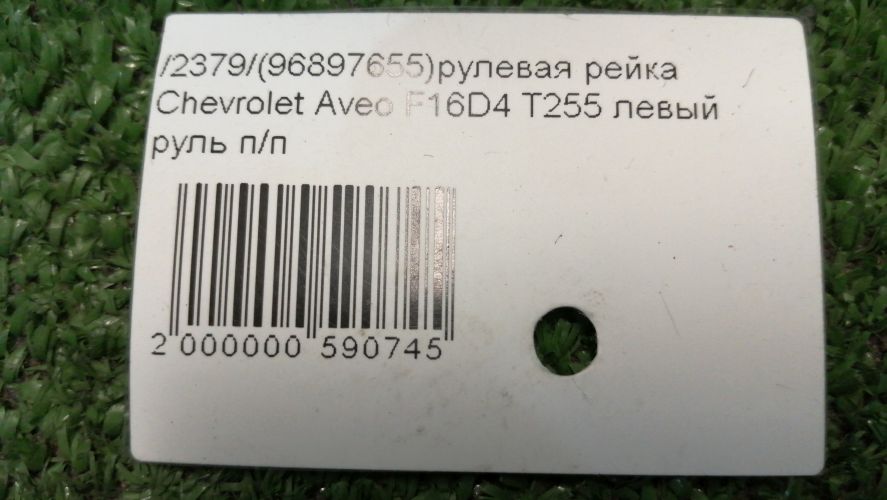 /2379/(96897655)рулевая рейка
Chevrolet Aveo F16D4 T255 левый
руль п/п
2 000000 590745